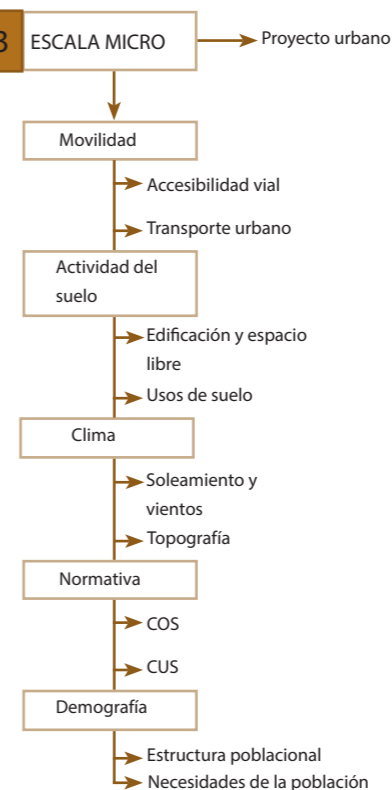 3 ESCALA MICRO
Proyecto urbano
Movilidad
Accesibilidad vial
Transporte urbano
Actividad del
suelo
Edificación y espacio
libre
Usos de suelo
Clima
Soleamiento y
vientos
Topografía
Normativa
COS
CUS
Demografía
Estructura poblacional
Necesidades de la población